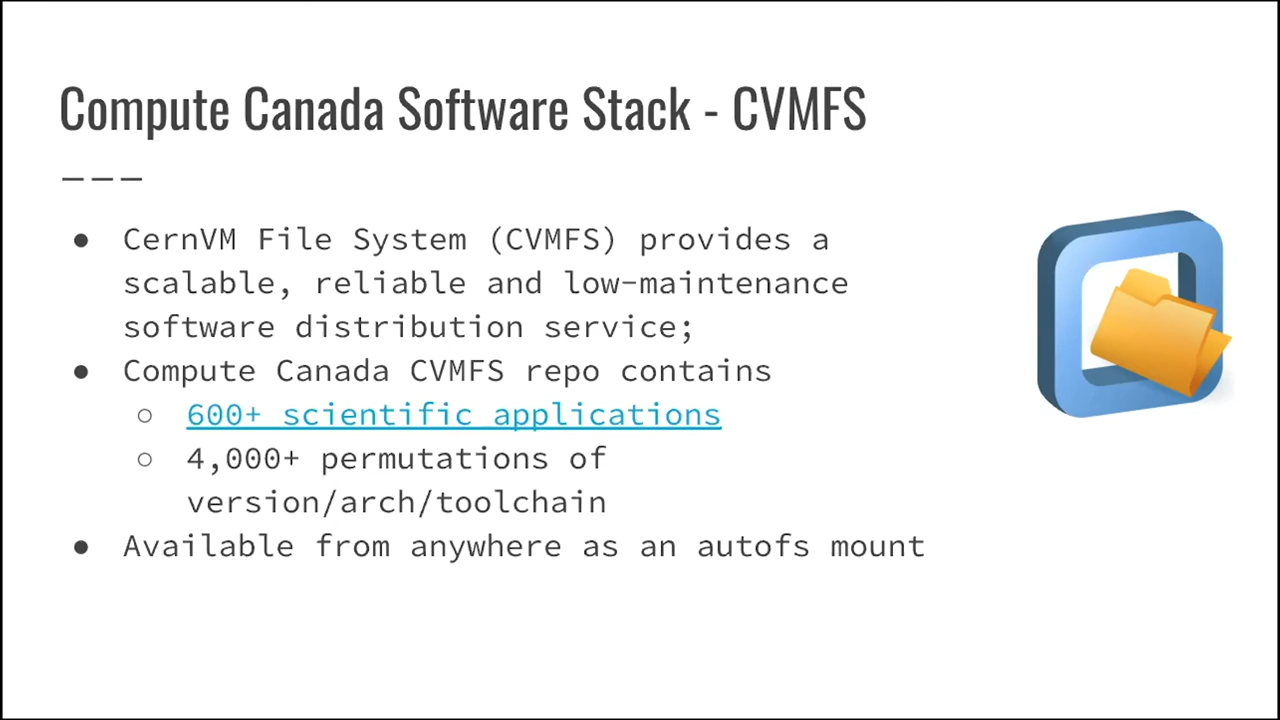 Compute Canada Software Stack - CVMFS
● CernVM File System (CVMFS) provides a
scalable, reliable and low-maintenance
software distribution service;
● Compute Canada CVMFS repo contains
○ 600+ scientific applications
○ 4,000+ permutations of
version/arch/toolchain
● Available from anywhere as an autofs mount